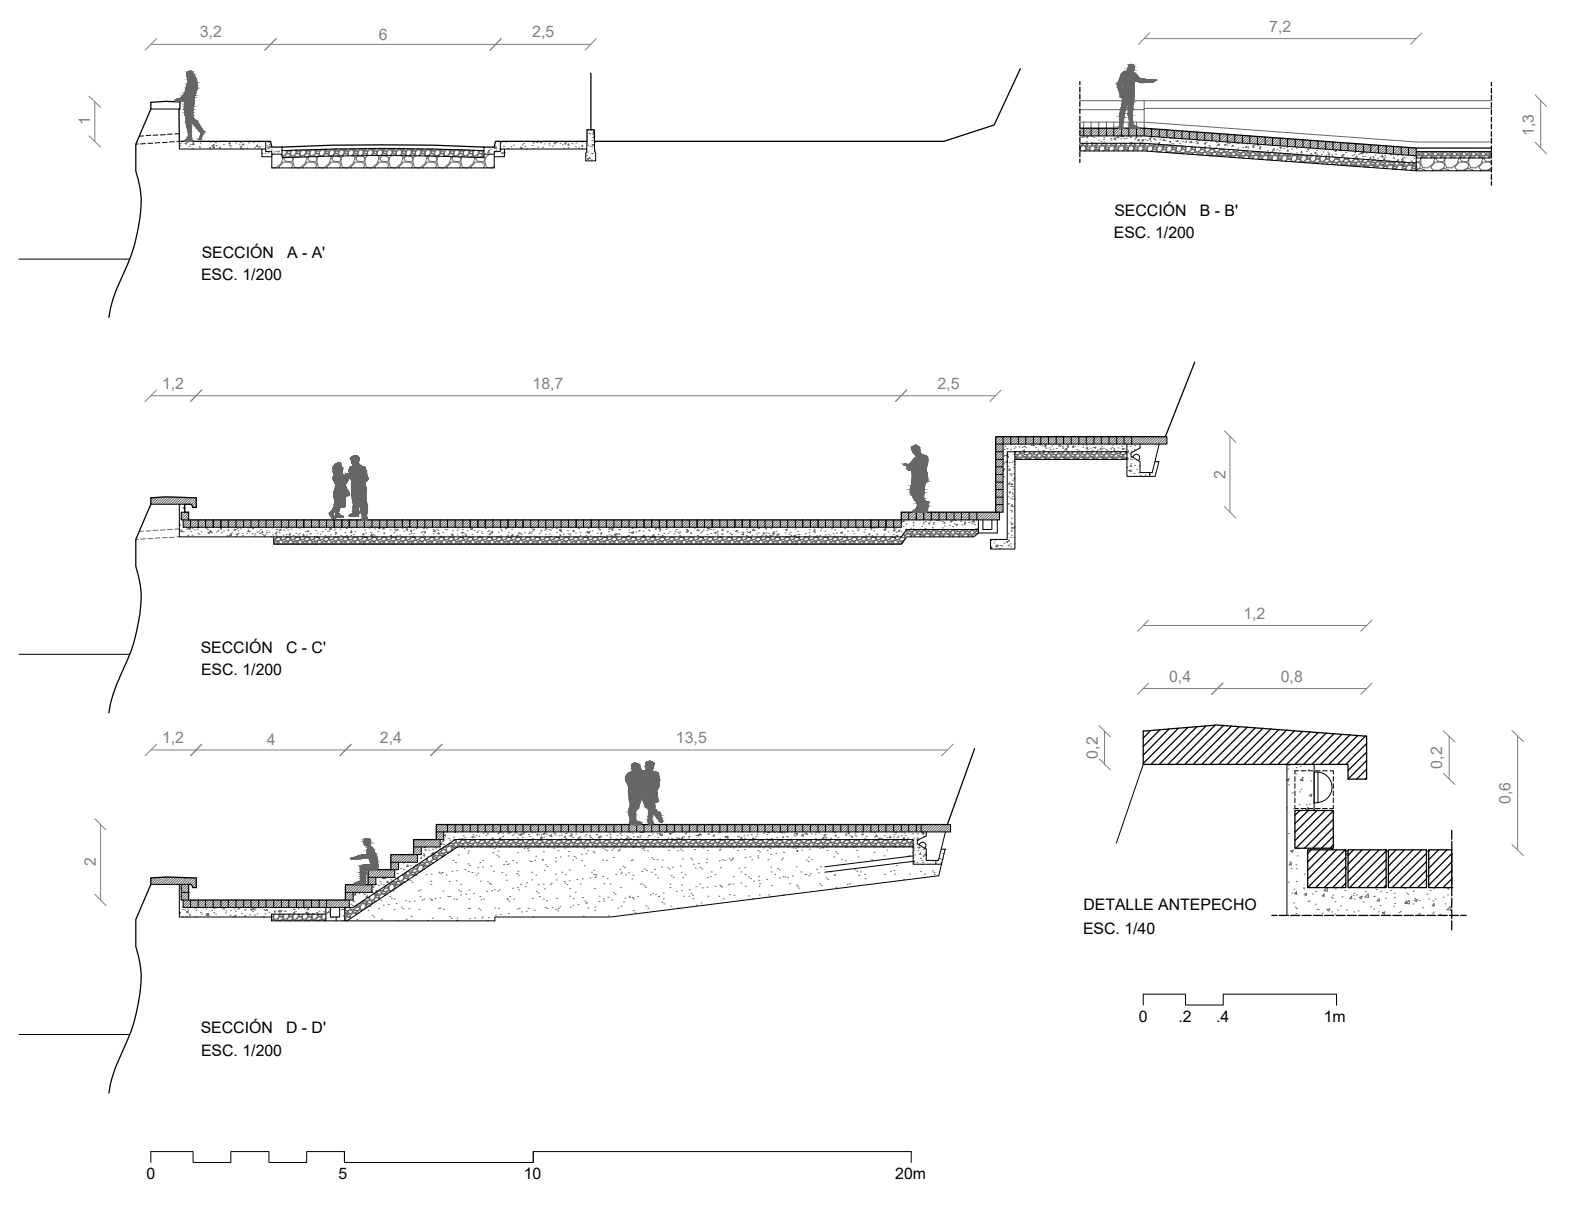 3,2
6
2,5
1
SECCIÓN A - A'
ESC. 1/200
7,2
1,3
SECCIÓN B - B'
ESC. 1/200
1,2
18,7
2,5
2
SECCIÓN C - C'
ESC. 1/200
1,2
4
2,4
13,5
2
SECCIÓN D - D'
ESC. 1/200
1,2
0,4
0,8
0,2
0,2
0,6
DETALLE ANTEPECHO
ESC. 1/40
0 .2 .4 1m
0 5 10 20m